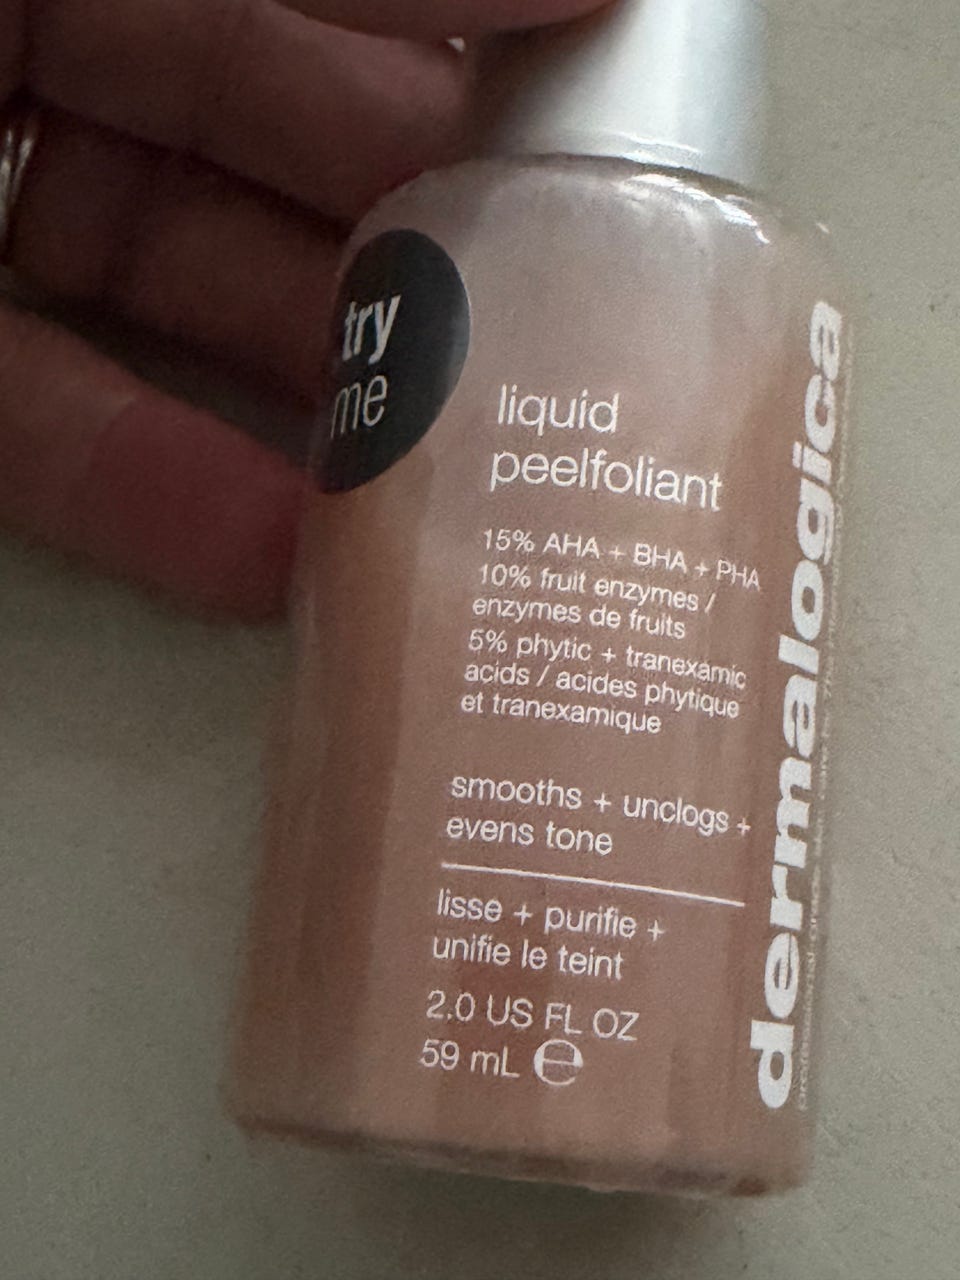 try
me
liquid
peelfoliant
15% AHA + BHA + PHA
10% fruit enzymes /
enzymes de fruits
5% phytic + tranexamic
acids / acides phytique
et tranexamique
smooths + unclogs +
evens tone
lisse + purifie +
unifie le teint
2.0 US FL OZ
59 mL ℮
dermalogica